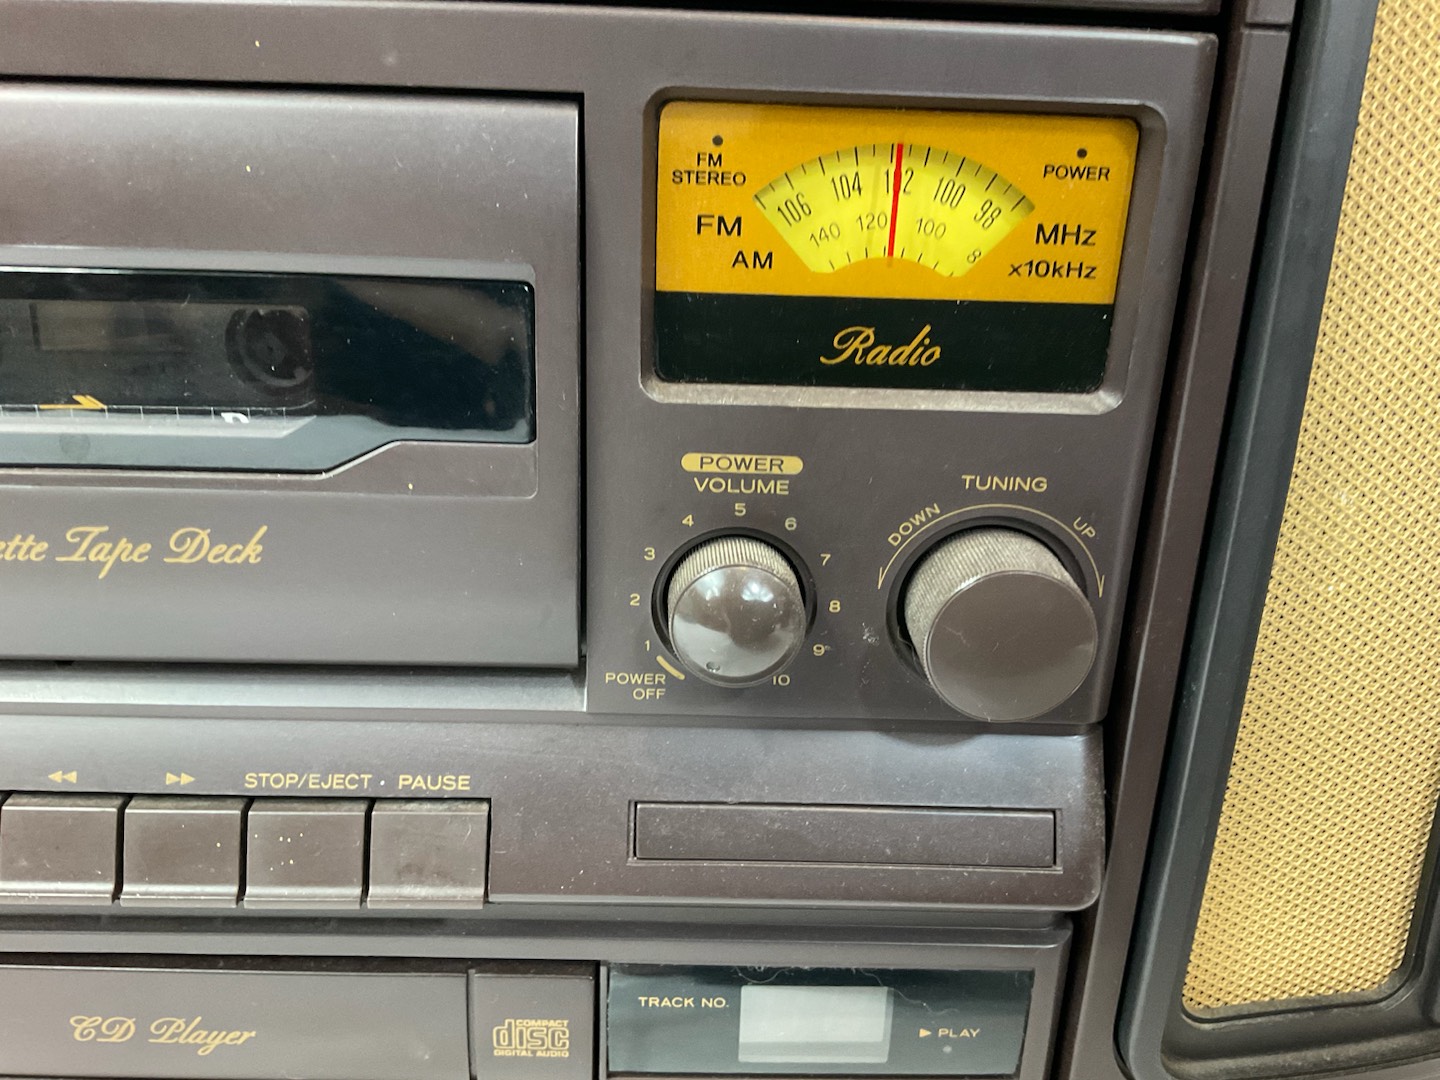 FM
STEREO
POWER
106 104 102 100 98
FM MHz
140 120 100
AM x10kHz
Radio
POWER
VOLUME
1 2 3 4 5 6 7 8 9 10
POWER
OFF
TUNING
DOWN UP
Tape Deck
STOP/EJECT · PAUSE
CD Player
COMPACT
disc
DIGITAL AUDIO
TRACK NO.
PLAY